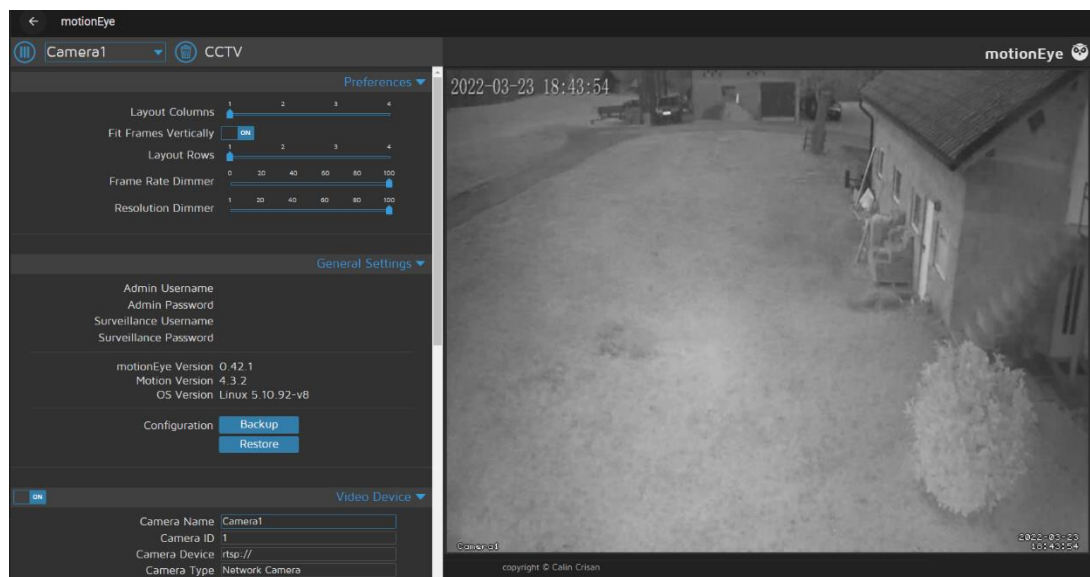 motionEye
Camera1 CCTV
motionEye
Preferences
Layout Columns 1 2 3 4
Fit Frames Vertically ON
Layout Rows 1 2 3 4
Frame Rate Dimmer 0 20 40 60 80 100
Resolution Dimmer 1 20 40 60 80 100
General Settings
Admin Username
Admin Password
Surveillance Username
Surveillance Password
motionEye Version 0.42.1
Motion Version 4.3.2
OS Version Linux 5.10.92-v8
Configuration Backup
Restore
ON Video Device
Camera Name Camera1
Camera ID 1
Camera Device rtsp://
Camera Type Network Camera
2022-03-23 18:43:54
Camera1
2022-03-23
18:43:54
copyright © Calin Crisan